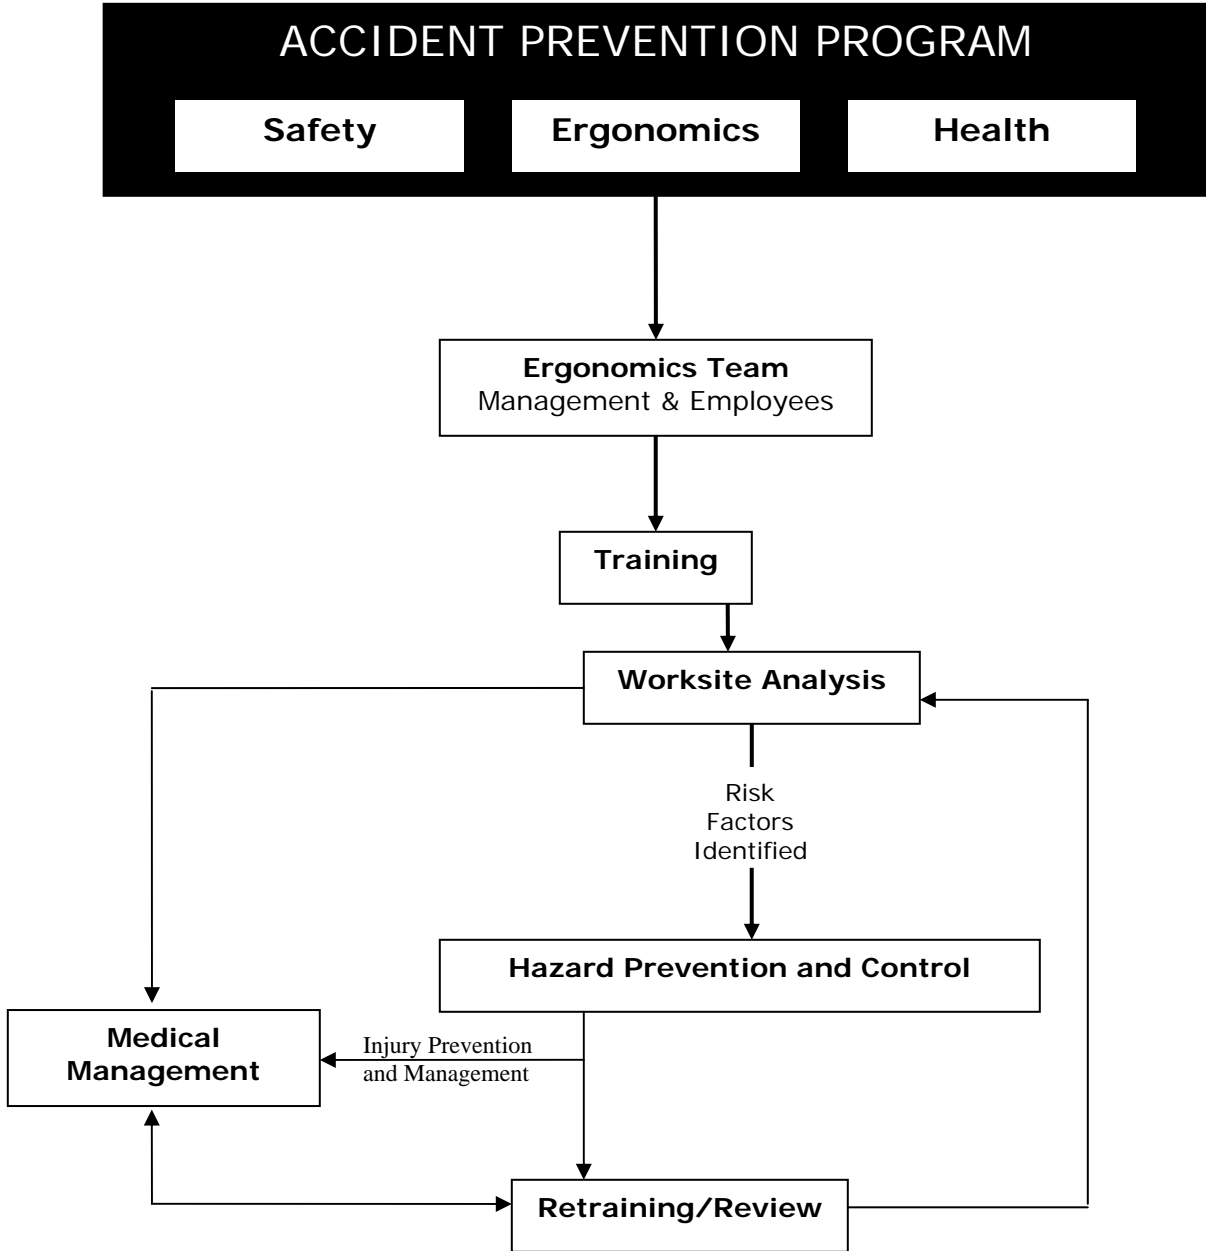 ACCIDENT PREVENTION PROGRAM
Safety
Ergonomics
Health
Ergonomics Team
Management & Employees
Training
Worksite Analysis
Risk
Factors
Identified
Hazard Prevention and Control
Medical
Management
Injury Prevention
and Management
Retraining/Review